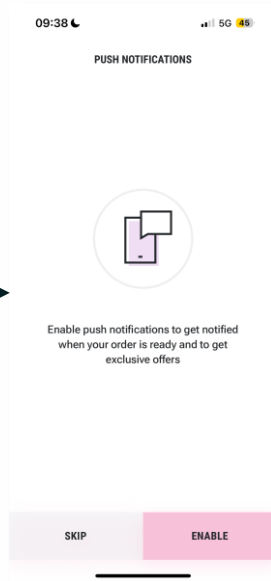 09:38 5G 45
PUSH NOTIFICATIONS
Enable push notifications to get notified
when your order is ready and to get
exclusive offers
SKIP ENABLE